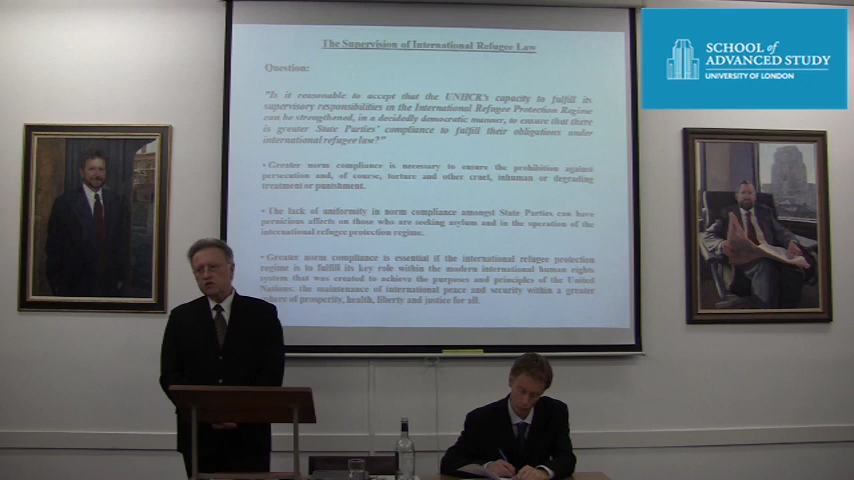 The Supervision of International Refugee Law
Question:
"Is it reasonable to accept that the UNHCR's capacity to fulfill its
supervisory responsibilities in the International Refugee Protection Regime
can be strengthened, in a decidedly democratic manner, to ensure that there
is greater State Parties' compliance to fulfill their obligations under
international refugee law?"
• Greater norm compliance is necessary to ensure the prohibition against
persecution and, of course, torture and other cruel, inhuman or degrading
treatment or punishment.
• The lack of uniformity in norm compliance amongst State Parties can have
pernicious affects on those who are seeking asylum and in the operation of the
international refugee protection regime.
• Greater norm compliance is essential if the international refugee protection
regime is to fulfill its key role within the modern international human rights
system that was created to achieve the purposes and principles of the United
Nations: the maintenance of international peace and security within a greater
sphere of prosperity, health, liberty and justice for all.
SCHOOL of
ADVANCED STUDY
UNIVERSITY OF LONDON